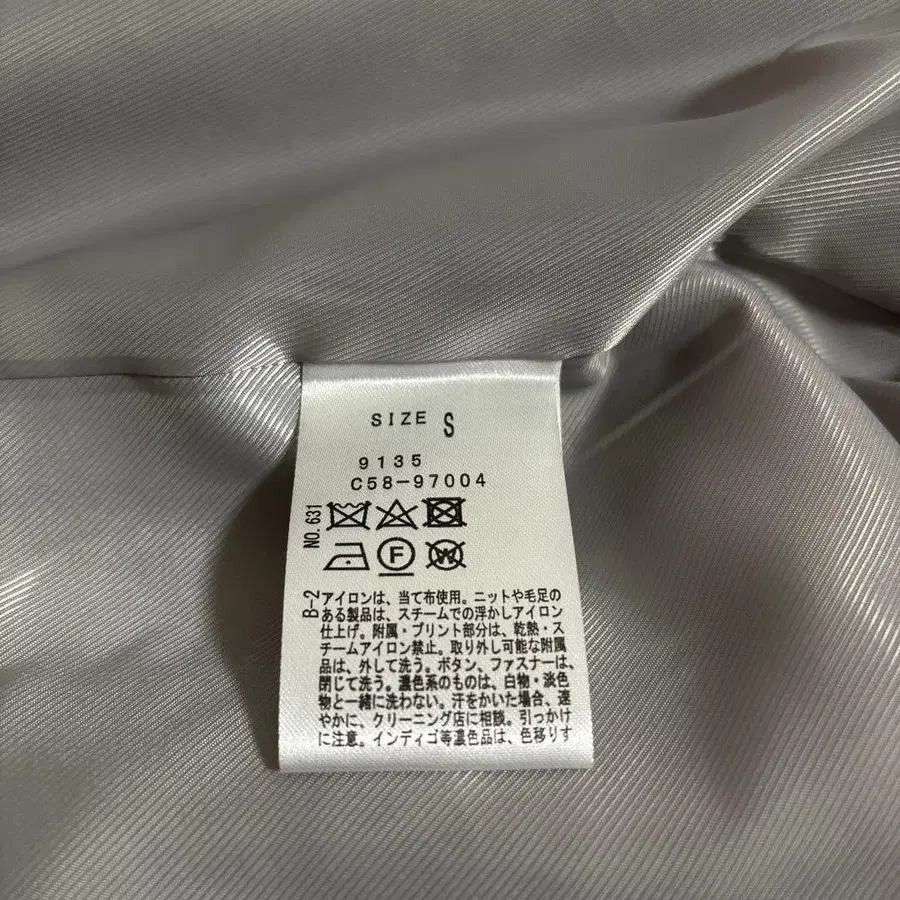 SIZE S
9135
C58-97004
NO.631
F
W
B-2
アイロンは、当て布使用。ニットや毛足の
ある製品は、スチームでの浮かしアイロン
仕上げ。附属・プリント部分は、乾熱・ス
チームアイロン禁止。取り外し可能な附属
品は、外して洗う。ボタン、ファスナーは、
閉じて洗う。濃色系のものは、白物・淡色
物と一緒に洗わない。汗をかいた場合、速
やかに、クリーニング店に相談。引っかけ
に注意。インディゴ等濃色品は、色移りす